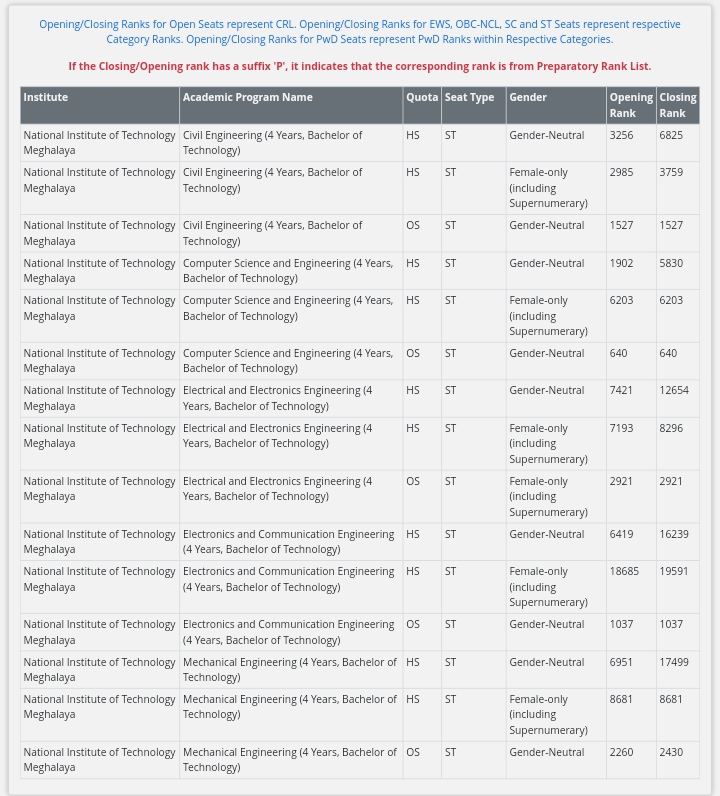 Opening/Closing Ranks for Open Seats represent CRL. Opening/Closing Ranks for EWS, OBC-NCL, SC and ST Seats represent respective
Category Ranks. Opening/Closing Ranks for PwD Seats represent PwD Ranks within Respective Categories.
If the Closing/Opening rank has a suffix 'P', it indicates that the corresponding rank is from Preparatory Rank List.
Institute Academic Program Name Quota Seat Type Gender Opening Closing
Rank Rank
National Institute of Technology Civil Engineering (4 Years, Bachelor of HS ST Gender-Neutral 3256 6825
Meghalaya Technology)
National Institute of Technology Civil Engineering (4 Years, Bachelor of HS ST Female-only 2985 3759
Meghalaya Technology) (including
Supernumerary)
National Institute of Technology Civil Engineering (4 Years, Bachelor of OS ST Gender-Neutral 1527 1527
Meghalaya Technology)
National Institute of Technology Computer Science and Engineering (4 Years, HS ST Gender-Neutral 1902 5830
Meghalaya Bachelor of Technology)
National Institute of Technology Computer Science and Engineering (4 Years, HS ST Female-only 6203 6203
Meghalaya Bachelor of Technology) (including
Supernumerary)
National Institute of Technology Computer Science and Engineering (4 Years, OS ST Gender-Neutral 640 640
Meghalaya Bachelor of Technology)
National Institute of Technology Electrical and Electronics Engineering (4 HS ST Gender-Neutral 7421 12654
Meghalaya Years, Bachelor of Technology)
National Institute of Technology Electrical and Electronics Engineering (4 HS ST Female-only 7193 8296
Meghalaya Years, Bachelor of Technology) (including
Supernumerary)
National Institute of Technology Electrical and Electronics Engineering (4 OS ST Female-only 2921 2921
Meghalaya Years, Bachelor of Technology) (including
Supernumerary)
National Institute of Technology Electronics and Communication Engineering HS ST Gender-Neutral 6419 16239
Meghalaya (4 Years, Bachelor of Technology)
National Institute of Technology Electronics and Communication Engineering HS ST Female-only 18685 19591
Meghalaya (4 Years, Bachelor of Technology) (including
Supernumerary)
National Institute of Technology Electronics and Communication Engineering OS ST Gender-Neutral 1037 1037
Meghalaya (4 Years, Bachelor of Technology)
National Institute of Technology Mechanical Engineering (4 Years, Bachelor of HS ST Gender-Neutral 6951 17499
Meghalaya Technology)
National Institute of Technology Mechanical Engineering (4 Years, Bachelor of HS ST Female-only 8681 8681
Meghalaya Technology) (including
Supernumerary)
National Institute of Technology Mechanical Engineering (4 Years, Bachelor of OS ST Gender-Neutral 2260 2430
Meghalaya Technology)